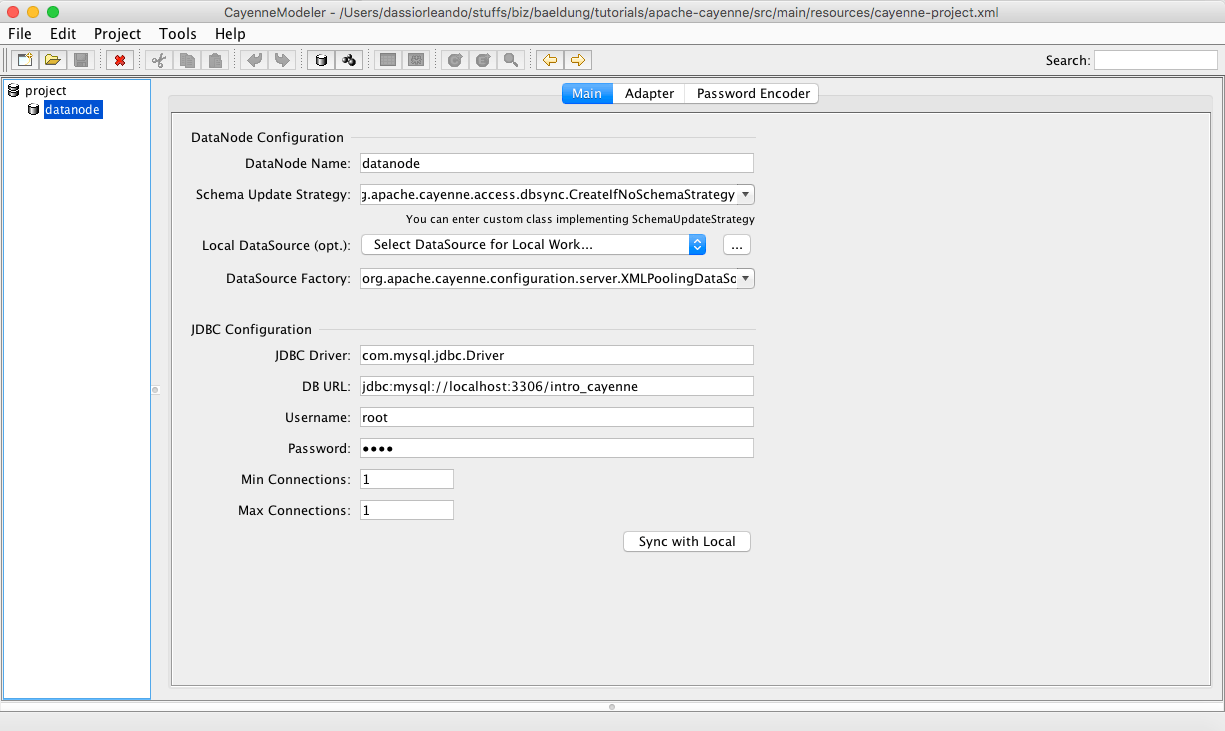 CayenneModeler - /Users/dassiorleando/stuffs/biz/baeldung/tutorials/apache-cayenne/src/main/resources/cayenne-project.xml
File Edit Project Tools Help
Search:
project
datanode
Main Adapter Password Encoder
DataNode Configuration
DataNode Name: datanode
Schema Update Strategy: g.apache.cayenne.access.dbsync.CreateIfNoSchemaStrategy
You can enter custom class implementing SchemaUpdateStrategy
Local DataSource (opt.): Select DataSource for Local Work... ...
DataSource Factory: org.apache.cayenne.configuration.server.XMLPoolingDataSo
JDBC Configuration
JDBC Driver: com.mysql.jdbc.Driver
DB URL: jdbc:mysql://localhost:3306/intro_cayenne
Username: root
Password: ••••
Min Connections: 1
Max Connections: 1
Sync with Local